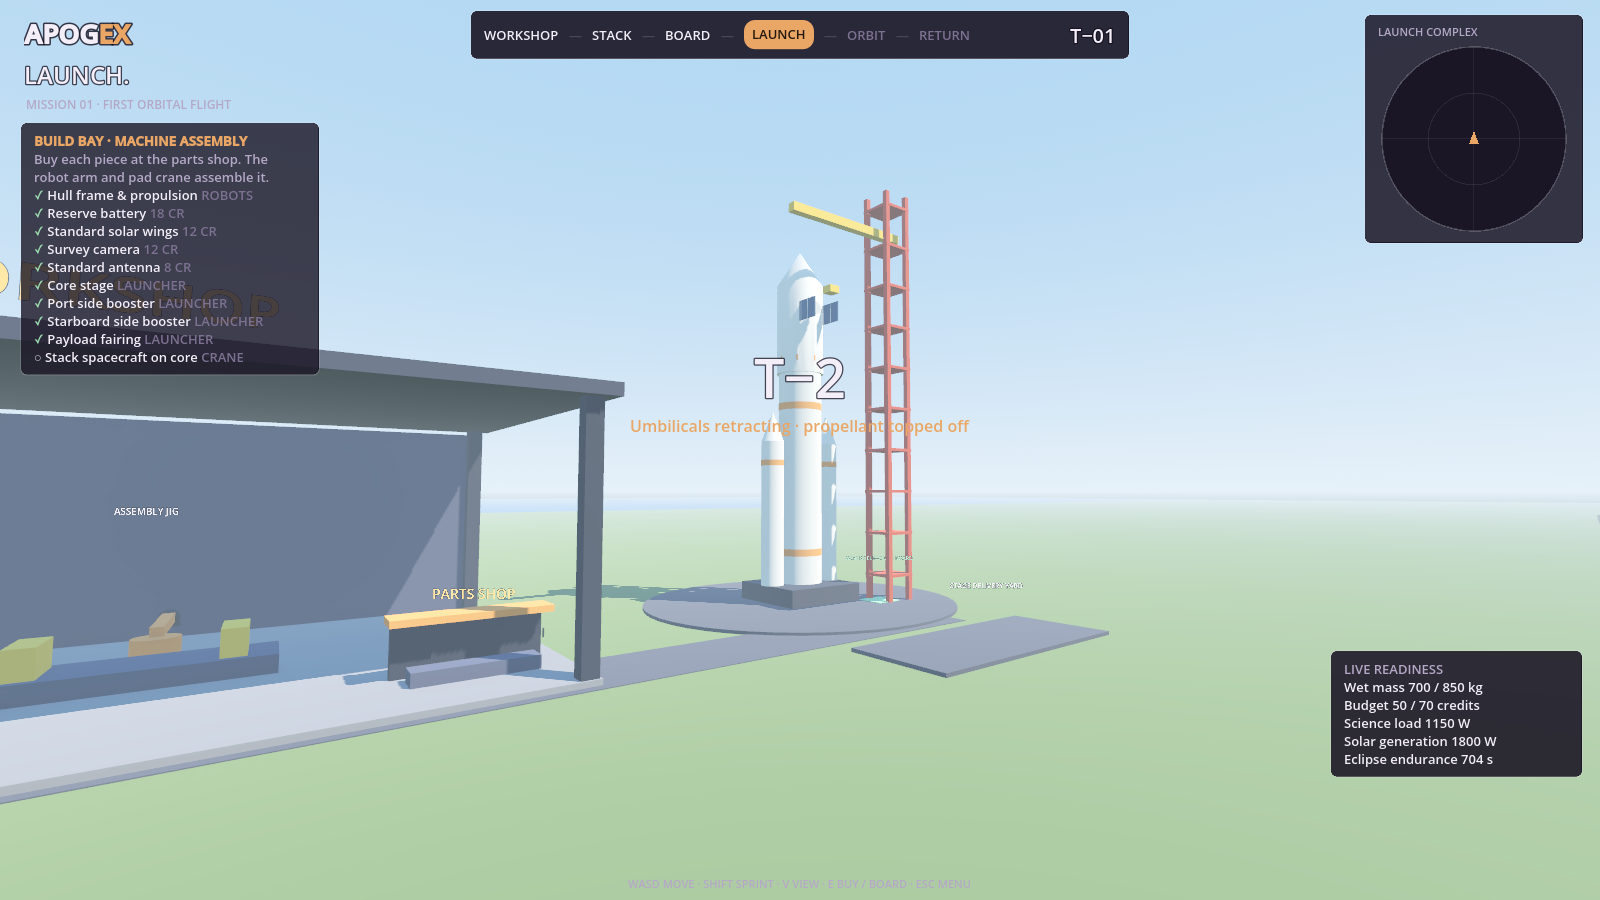 APOGEX
LAUNCH.
MISSION 01 · FIRST ORBITAL FLIGHT
WORKSHOP — STACK — BOARD — LAUNCH — ORBIT — RETURN T−01
LAUNCH COMPLEX
BUILD BAY · MACHINE ASSEMBLY
Buy each piece at the parts shop. The
robot arm and pad crane assemble it.
✓ Hull frame & propulsion ROBOTS
✓ Reserve battery 18 CR
✓ Standard solar wings 12 CR
✓ Survey camera 12 CR
✓ Standard antenna 8 CR
✓ Core stage LAUNCHER
✓ Port side booster LAUNCHER
✓ Starboard side booster LAUNCHER
✓ Payload fairing LAUNCHER
○ Stack spacecraft on core CRANE
T−2
Umbilicals retracting · propellant topped off
ASSEMBLY JIG
PARTS SHOP
LIVE READINESS
Wet mass 700 / 850 kg
Budget 50 / 70 credits
Science load 1150 W
Solar generation 1800 W
Eclipse endurance 704 s
WASD MOVE · SHIFT SPRINT · V VIEW · E BUY / BOARD · ESC MENU